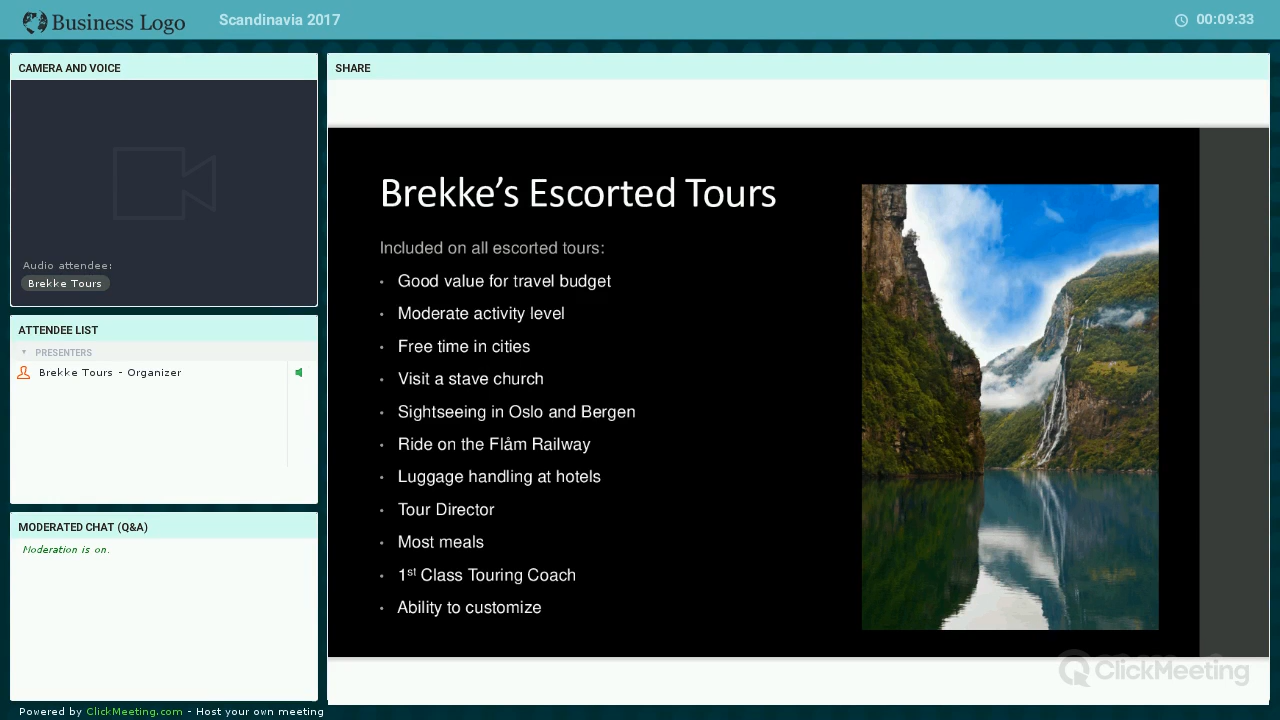 Business Logo
Scandinavia 2017
00:09:33
CAMERA AND VOICE
Audio attendee:
Brekke Tours
ATTENDEE LIST
PRESENTERS
Brekke Tours - Organizer
MODERATED CHAT (Q&A)
Moderation is on.
Powered by ClickMeeting.com - Host your own meeting
SHARE
Brekke's Escorted Tours
Included on all escorted tours:
• Good value for travel budget
• Moderate activity level
• Free time in cities
• Visit a stave church
• Sightseeing in Oslo and Bergen
• Ride on the Flåm Railway
• Luggage handling at hotels
• Tour Director
• Most meals
• 1st Class Touring Coach
• Ability to customize
ClickMeeting